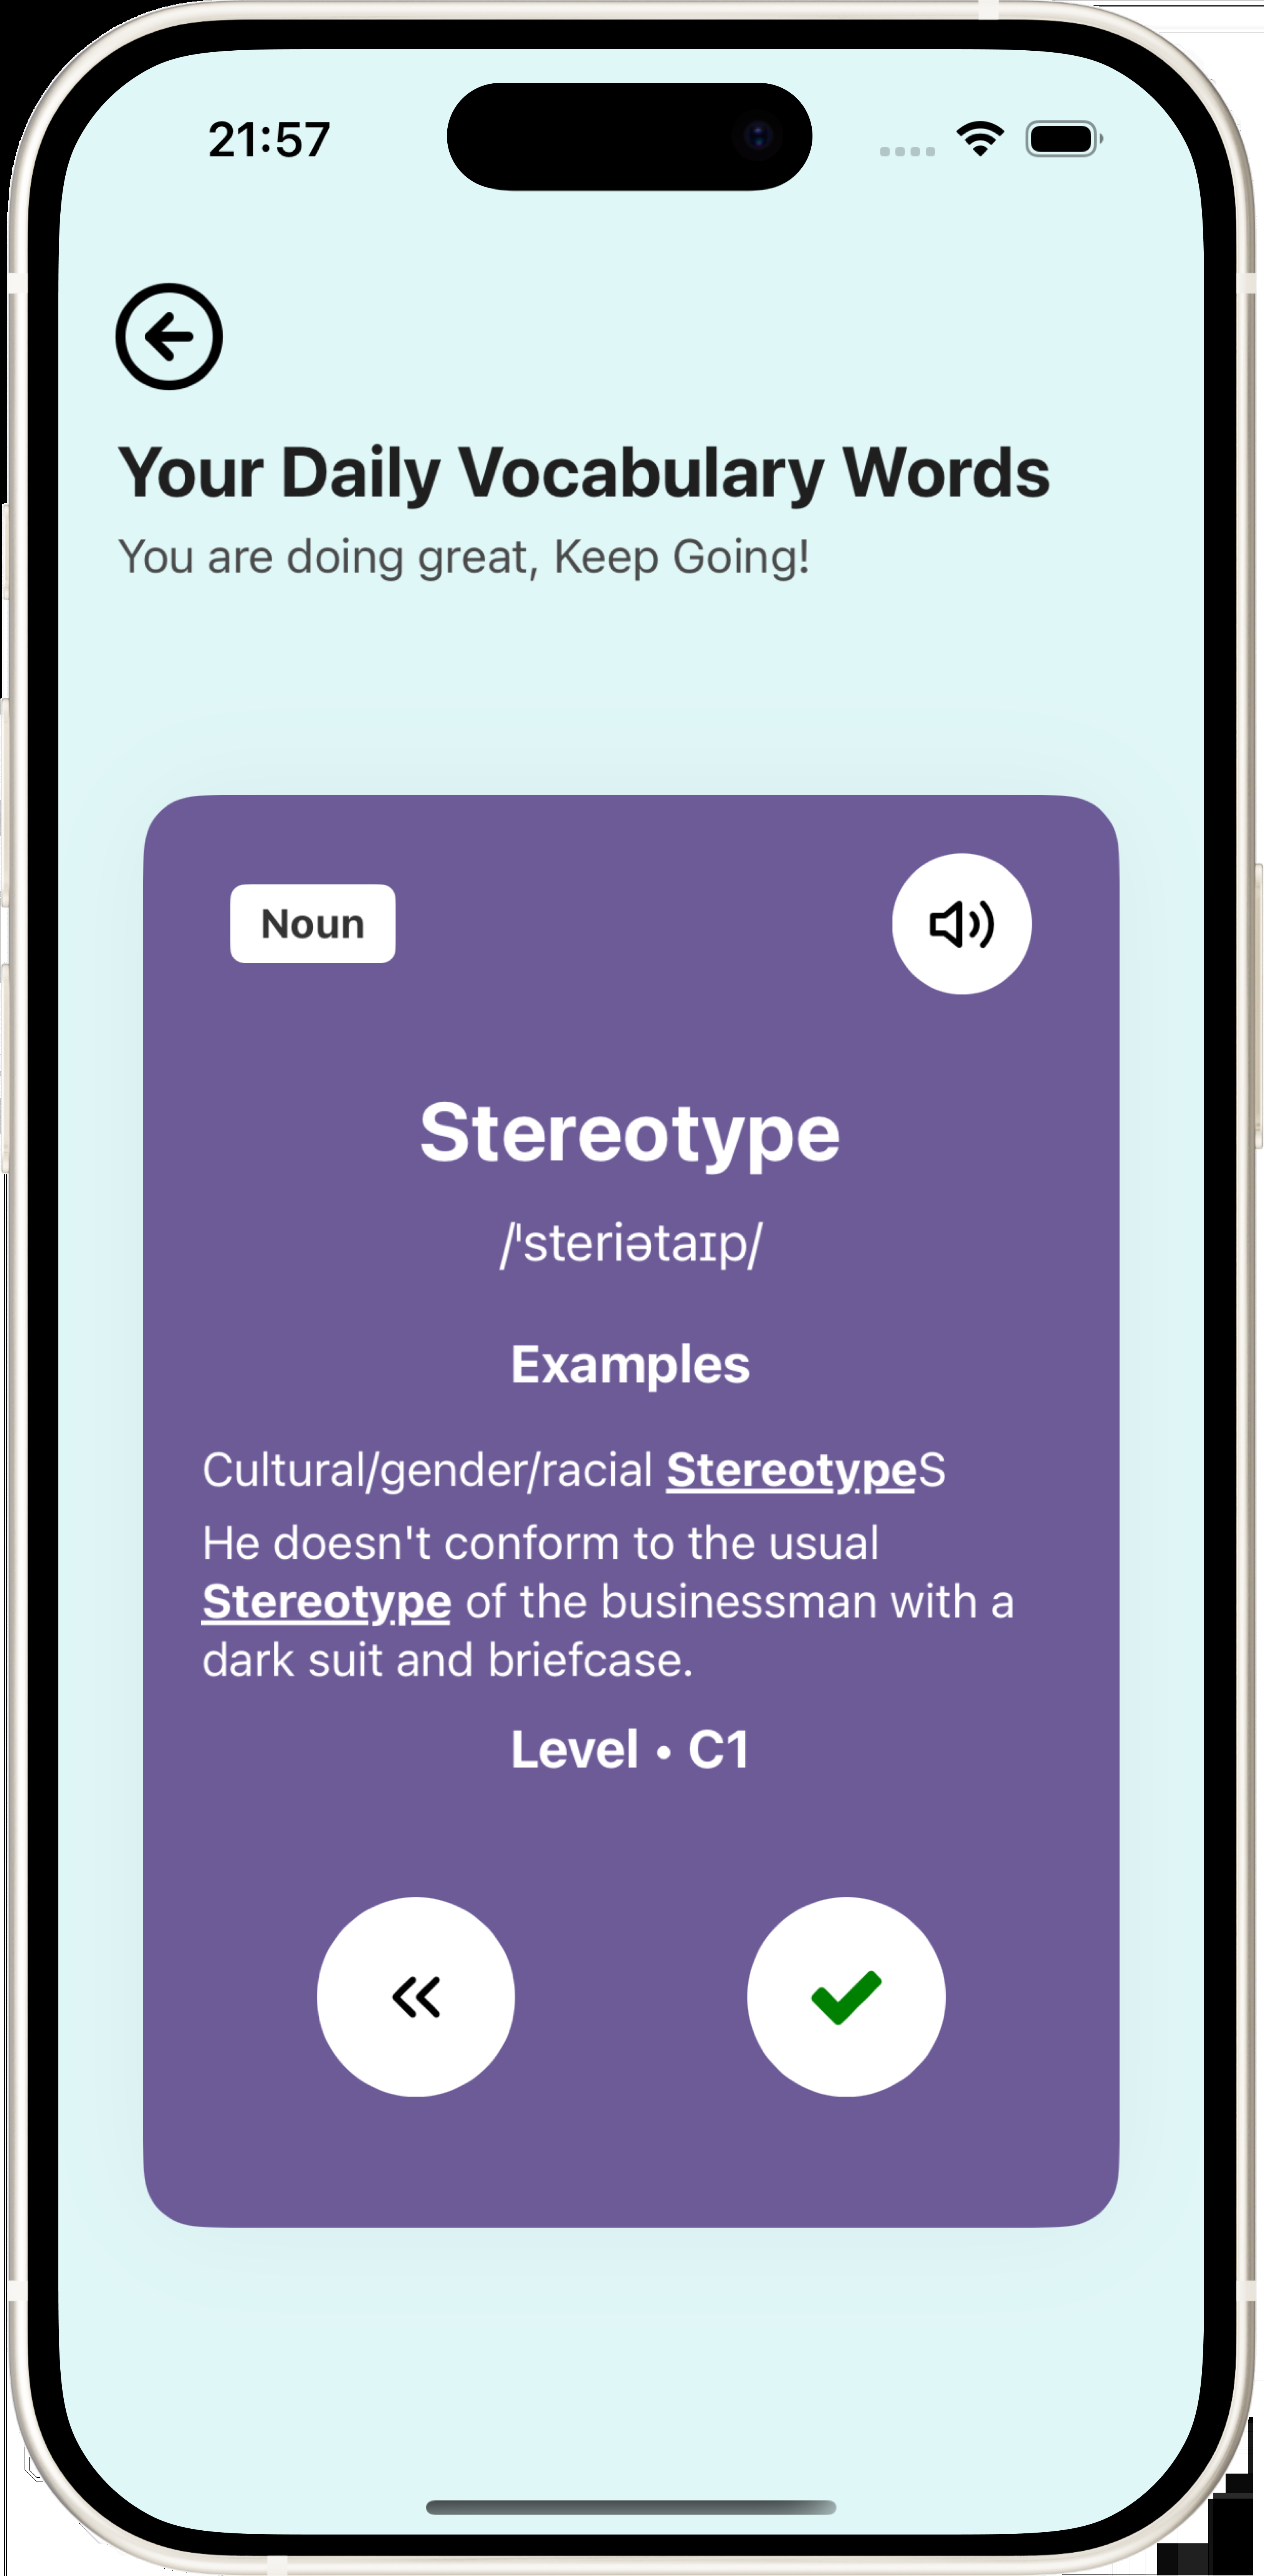 21:57
Your Daily Vocabulary Words
You are doing great, Keep Going!
Noun
Stereotype
/ˈsteriətaɪp/
Examples
Cultural/gender/racial StereotypeS
He doesn't conform to the usual
Stereotype of the businessman with a
dark suit and briefcase.
Level • C1